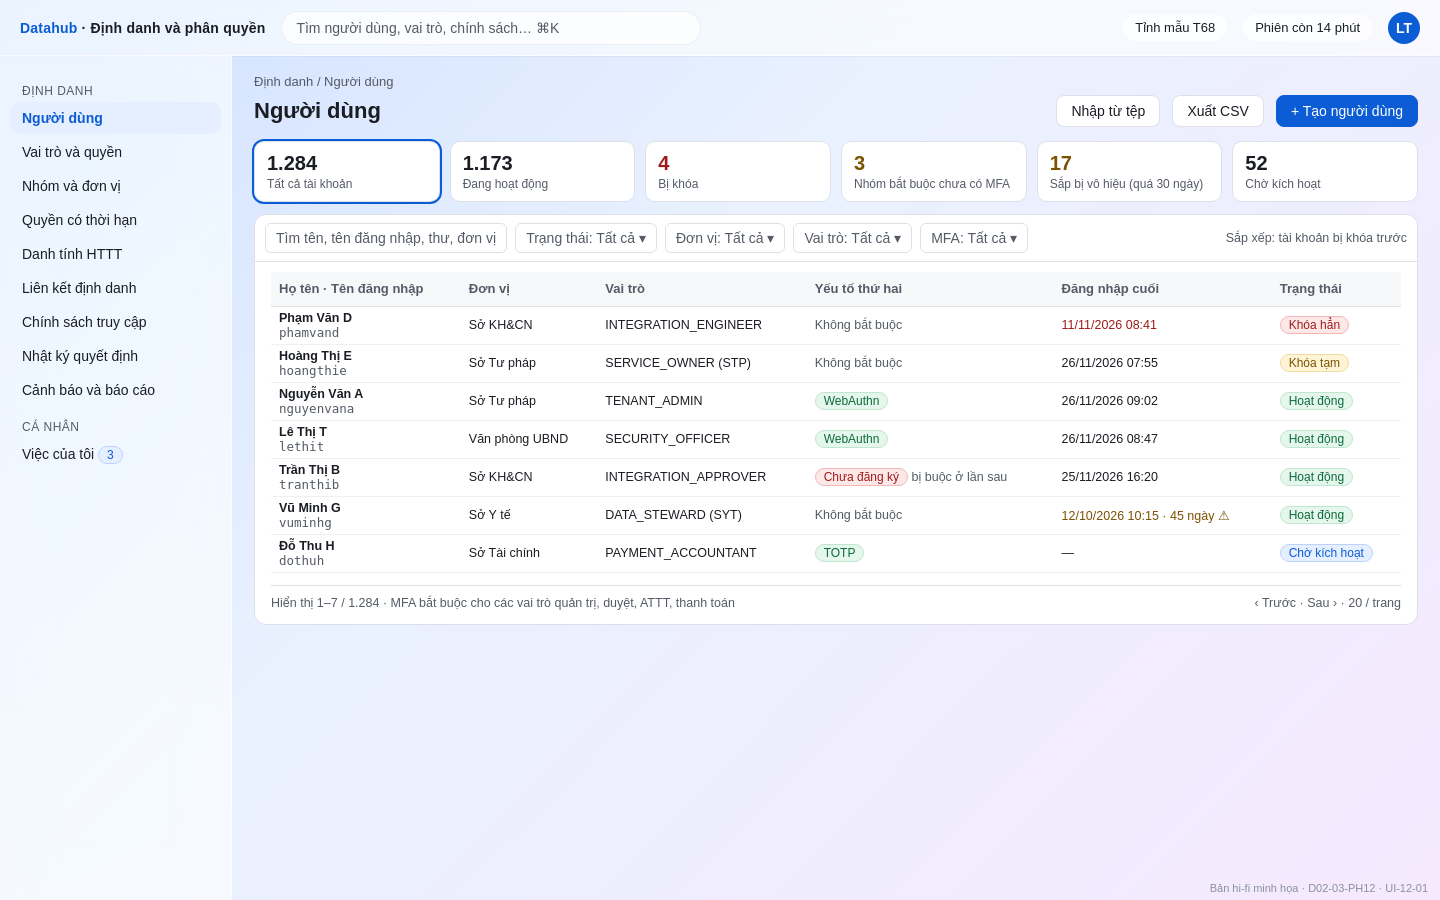 Datahub · Định danh và phân quyền
Tìm người dùng, vai trò, chính sách… ⌘K
Tỉnh mẫu T68
Phiên còn 14 phút
LT
ĐỊNH DANH
Người dùng
Vai trò và quyền
Nhóm và đơn vị
Quyền có thời hạn
Danh tính HTTT
Liên kết định danh
Chính sách truy cập
Nhật ký quyết định
Cảnh báo và báo cáo
CÁ NHÂN
Việc của tôi 3
Định danh / Người dùng
Người dùng
Nhập từ tệp
Xuất CSV
+ Tạo người dùng
1.284
Tất cả tài khoản
1.173
Đang hoạt động
4
Bị khóa
3
Nhóm bắt buộc chưa có MFA
17
Sắp bị vô hiệu (quá 30 ngày)
52
Chờ kích hoạt
Tìm tên, tên đăng nhập, thư, đơn vị
Trạng thái: Tất cả ▾
Đơn vị: Tất cả ▾
Vai trò: Tất cả ▾
MFA: Tất cả ▾
Sắp xếp: tài khoản bị khóa trước
Họ tên · Tên đăng nhập Đơn vị Vai trò Yếu tố thứ hai Đăng nhập cuối Trạng thái
Phạm Văn D
phamvand
Sở KH&CN INTEGRATION_ENGINEER Không bắt buộc 11/11/2026 08:41 Khóa hẳn
Hoàng Thị E
hoangthie
Sở Tư pháp SERVICE_OWNER (STP) Không bắt buộc 26/11/2026 07:55 Khóa tạm
Nguyễn Văn A
nguyenvana
Sở Tư pháp TENANT_ADMIN WebAuthn 26/11/2026 09:02 Hoạt động
Lê Thị T
lethit
Văn phòng UBND SECURITY_OFFICER WebAuthn 26/11/2026 08:47 Hoạt động
Trần Thị B
tranthib
Sở KH&CN INTEGRATION_APPROVER Chưa đăng ký bị buộc ở lần sau 25/11/2026 16:20 Hoạt động
Vũ Minh G
vuminhg
Sở Y tế DATA_STEWARD (SYT) Không bắt buộc 12/10/2026 10:15 · 45 ngày ⚠ Hoạt động
Đỗ Thu H
dothuh
Sở Tài chính PAYMENT_ACCOUNTANT TOTP — Chờ kích hoạt
Hiển thị 1–7 / 1.284 · MFA bắt buộc cho các vai trò quản trị, duyệt, ATTT, thanh toán
‹ Trước · Sau › · 20 / trang
Bản hi-fi minh họa · D02-03-PH12 · UI-12-01